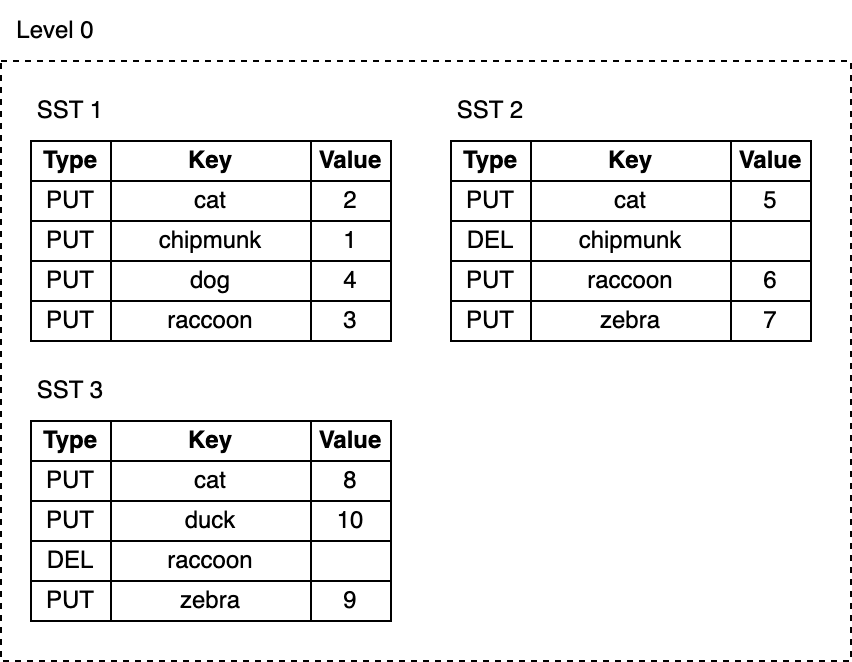 Level 0
SST 1
Type Key Value
PUT cat 2
PUT chipmunk 1
PUT dog 4
PUT raccoon 3
SST 2
Type Key Value
PUT cat 5
DEL chipmunk
PUT raccoon 6
PUT zebra 7
SST 3
Type Key Value
PUT cat 8
PUT duck 10
DEL raccoon
PUT zebra 9